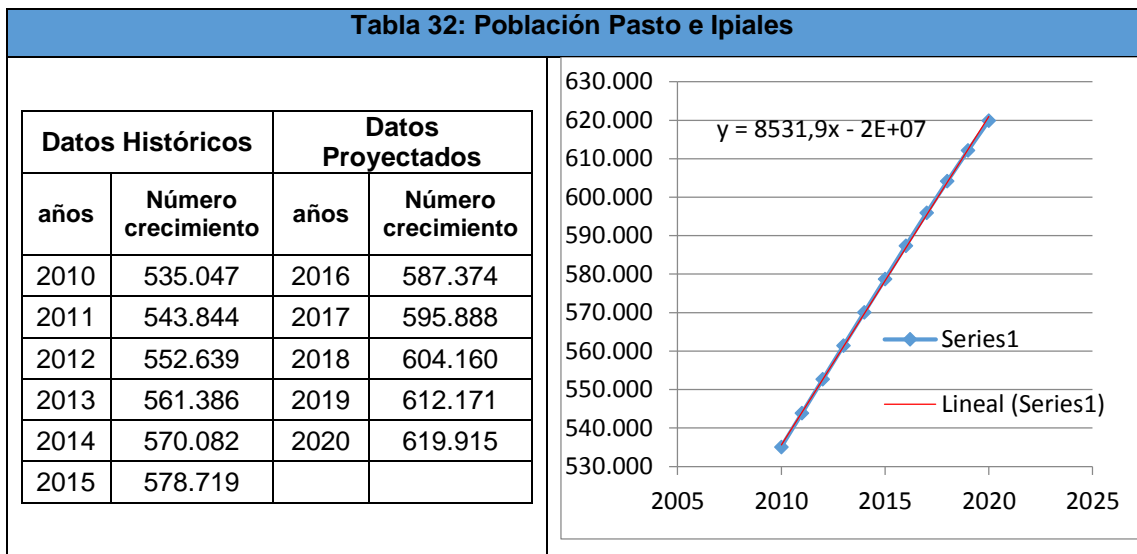 Tabla 32: Población Pasto e Ipiales
Datos Históricos
Datos
Proyectados
años
Número
crecimiento
años
Número
crecimiento
2010 535.047 2016 587.374
2011 543.844 2017 595.888
2012 552.639 2018 604.160
2013 561.386 2019 612.171
2014 570.082 2020 619.915
2015 578.719
630.000
620.000
610.000
600.000
590.000
580.000
570.000
560.000
550.000
540.000
530.000
y = 8531,9x - 2E+07
Series1
Lineal (Series1)
2005 2010 2015 2020 2025